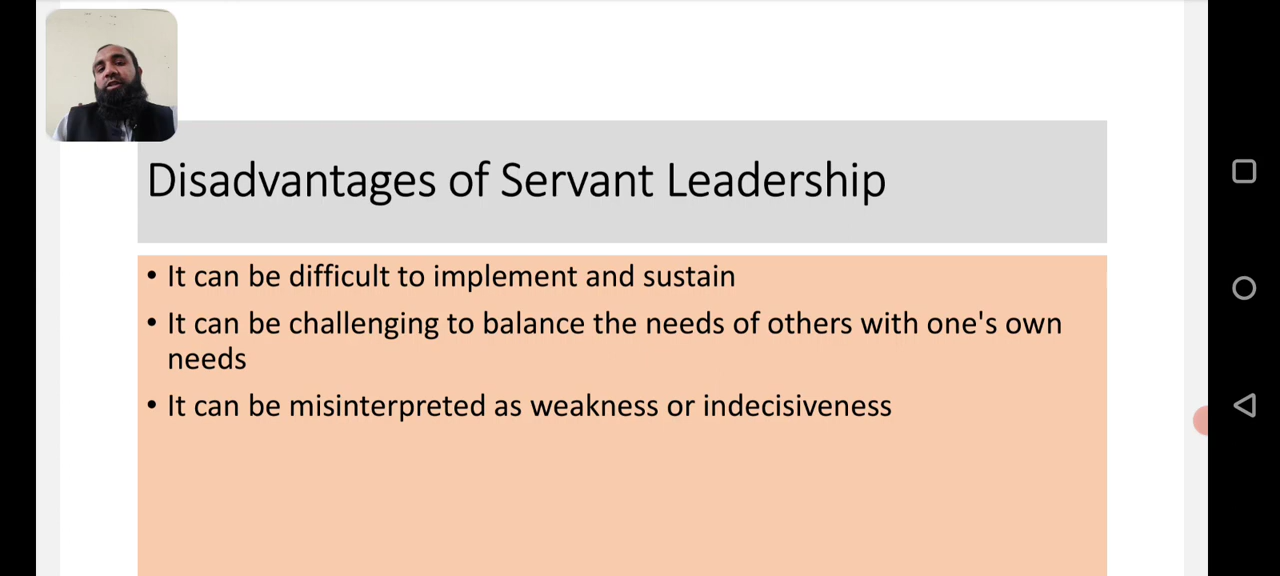 Disadvantages of Servant Leadership
• It can be difficult to implement and sustain
• It can be challenging to balance the needs of others with one's own
needs
• It can be misinterpreted as weakness or indecisiveness